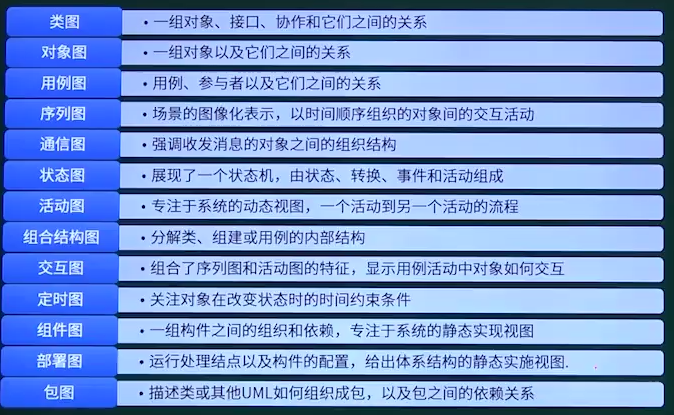 类图 • 一组对象、接口、协作和它们之间的关系
对象图 • 一组对象以及它们之间的关系
用例图 • 用例、参与者以及它们之间的关系
序列图 • 场景的图像化表示，以时间顺序组织的对象间的交互活动
通信图 • 强调收发消息的对象之间的组织结构
状态图 • 展现了一个状态机，由状态、转换、事件和活动组成
活动图 • 专注于系统的动态视图，一个活动到另一个活动的流程
组合结构图 • 分解类、组建或用例的内部结构
交互图 • 组合了序列图和活动图的特征，显示用例活动中对象如何交互
定时图 • 关注对象在改变状态时的时间约束条件
组件图 • 一组构件之间的组织和依赖，专注于系统的静态实现视图
部署图 • 运行处理结点以及构件的配置，给出体系结构的静态实施视图.
包图 • 描述类或其他UML如何组织成包，以及包之间的依赖关系